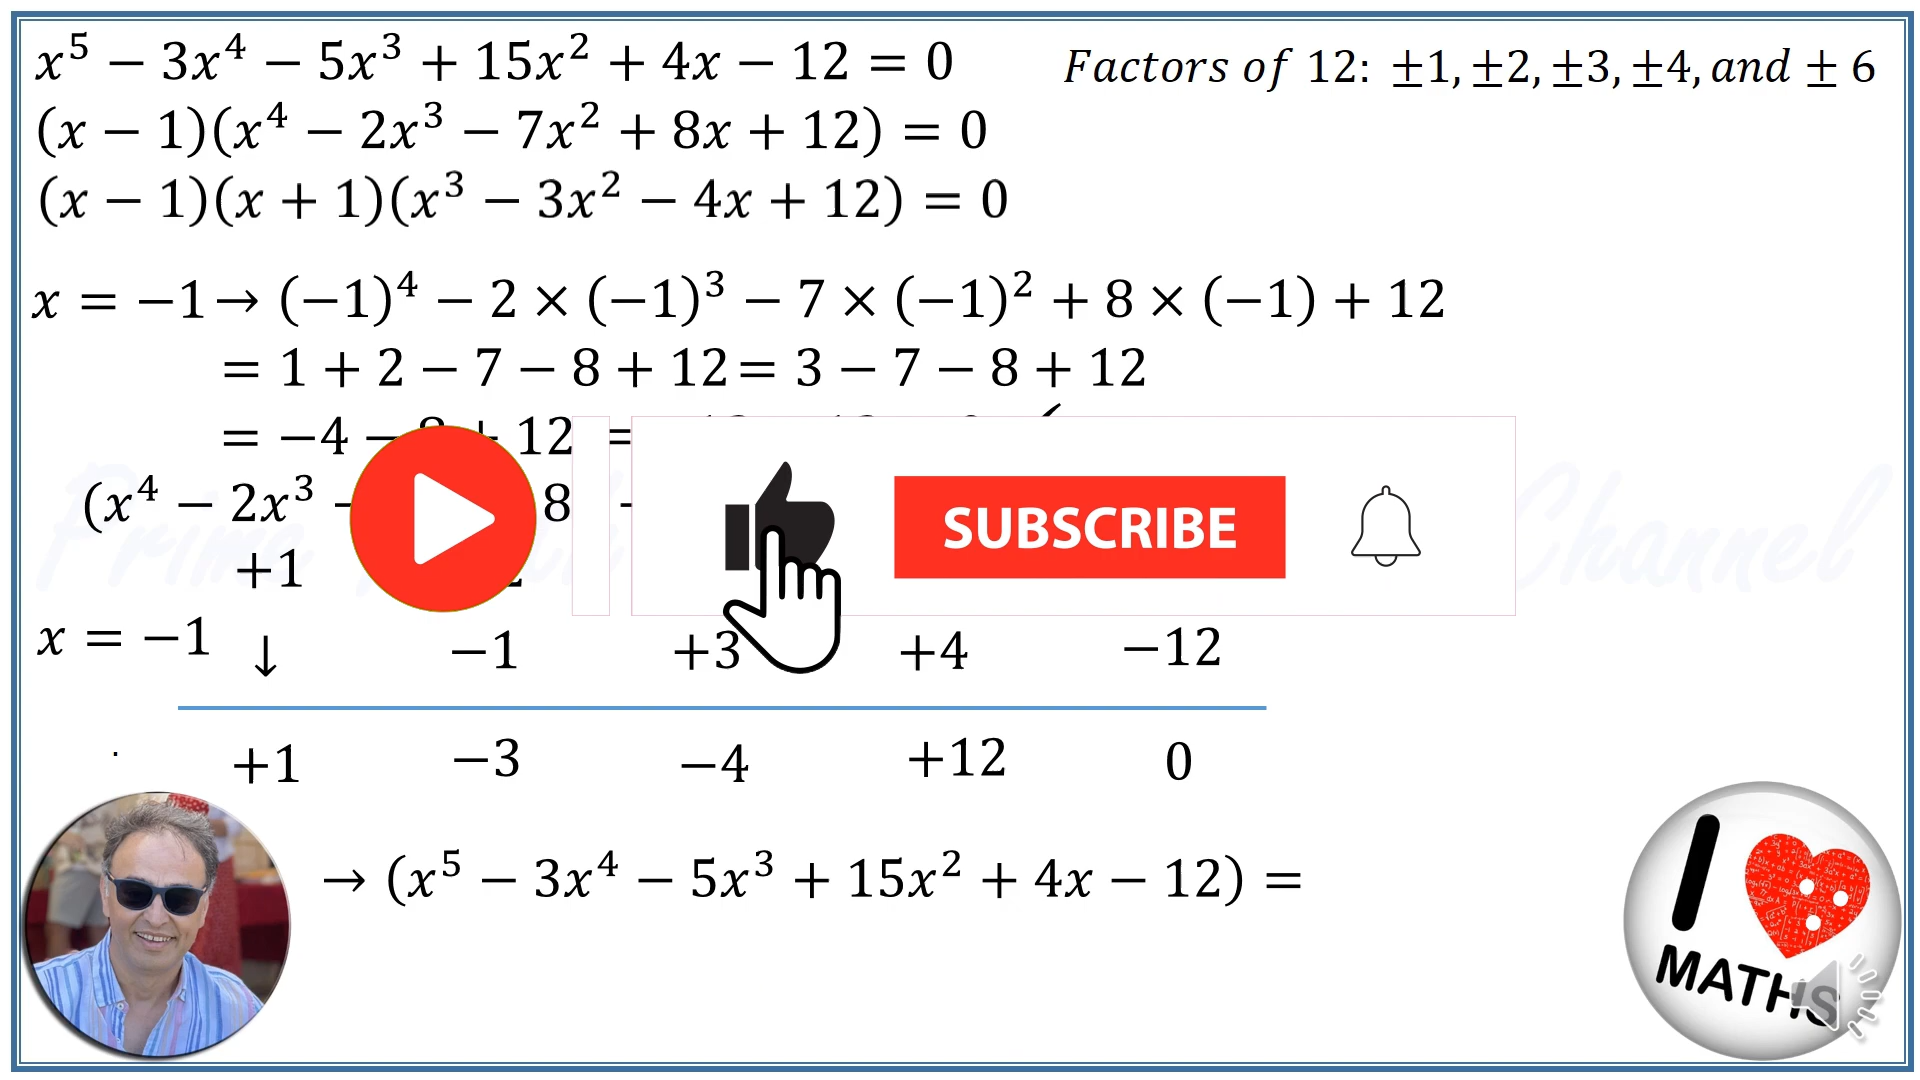 x⁵ − 3x⁴ − 5x³ + 15x² + 4x − 12 = 0
Factors of 12: ±1, ±2, ±3, ±4, and ± 6
(x − 1)(x⁴ − 2x³ − 7x² + 8x + 12) = 0
(x − 1)(x + 1)(x³ − 3x² − 4x + 12) = 0
x = −1 → (−1)⁴ − 2 × (−1)³ − 7 × (−1)² + 8 × (−1) + 12
= 1 + 2 − 7 − 8 + 12 = 3 − 7 − 8 + 12
= −4 − 8 + 12 =
(x⁴ − 2x³ − 8
SUBSCRIBE
Prime Channel
+1
x = −1 ↓ −1 +3 +4 −12
+1 −3 −4 +12 0
→ (x⁵ − 3x⁴ − 5x³ + 15x² + 4x − 12) =
I
MATHS